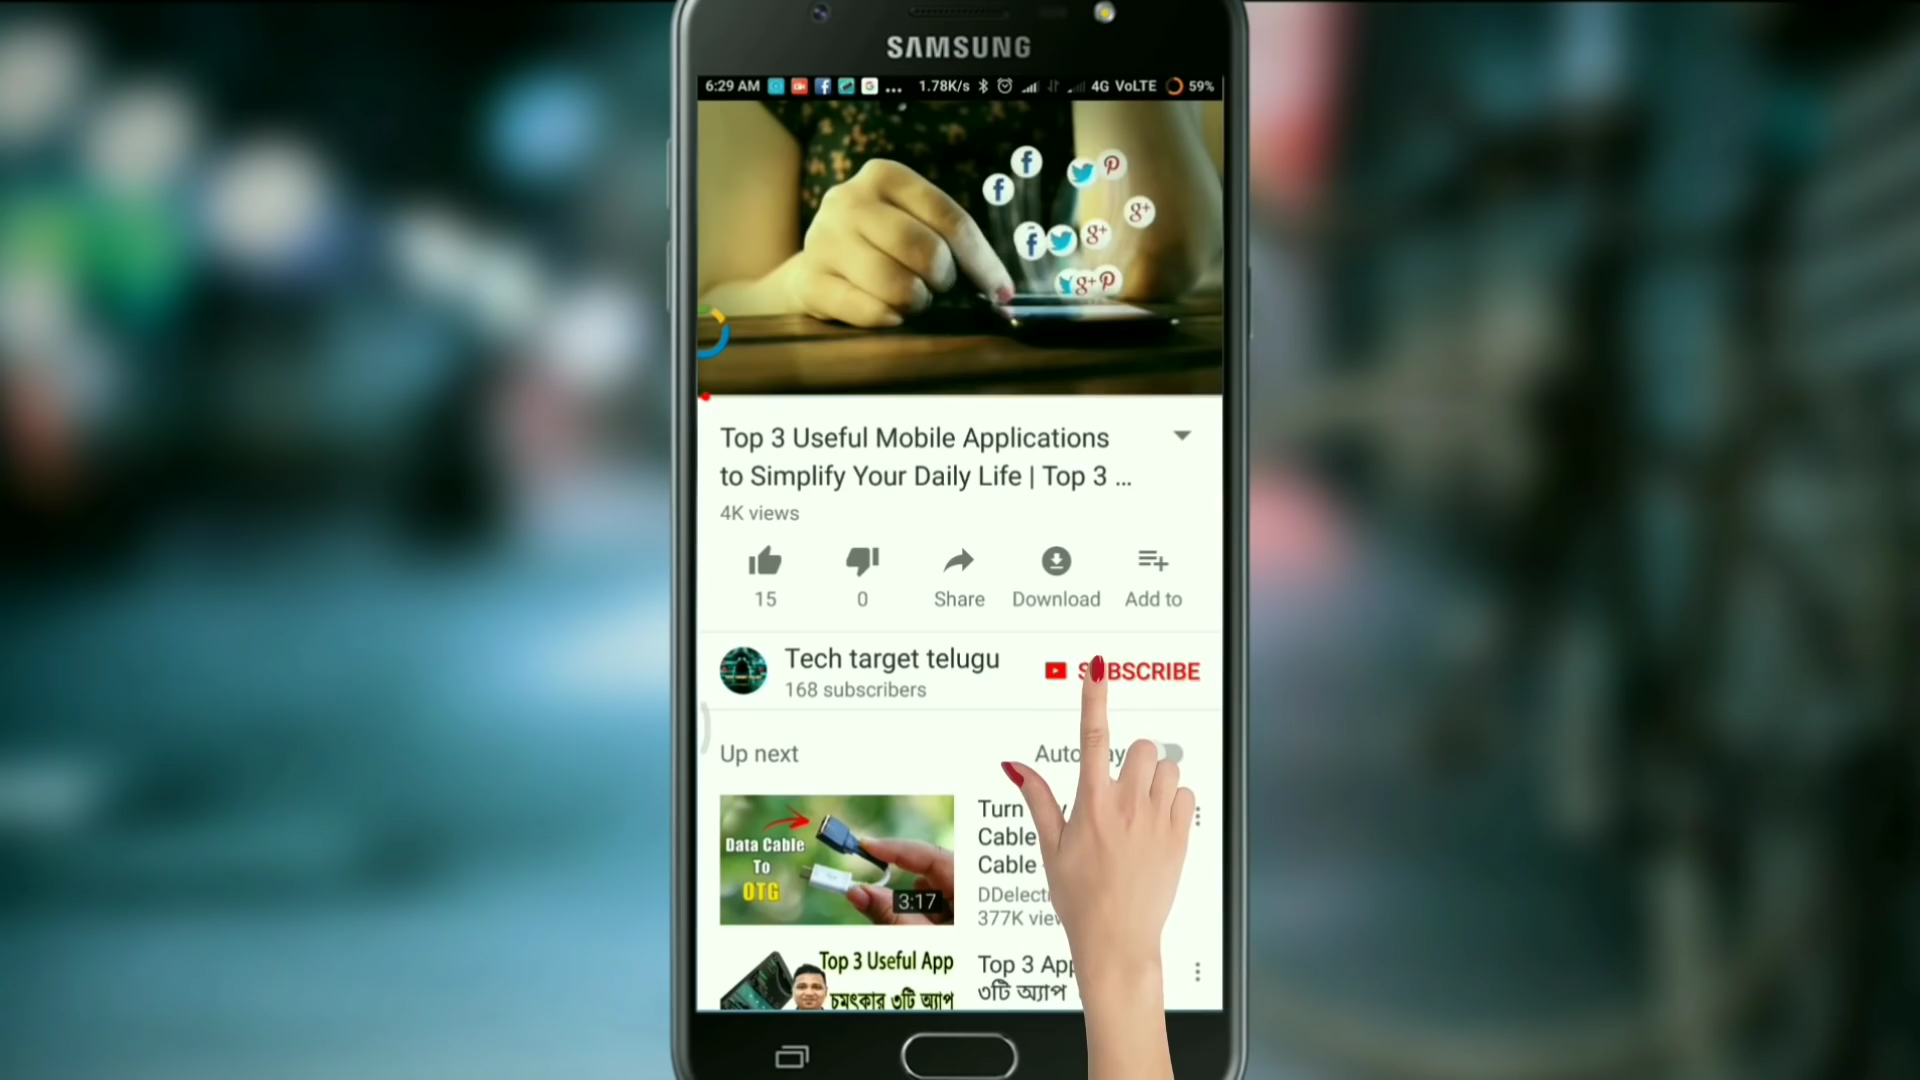 SAMSUNG
6:29 AM ... 1.78K/s 4G VoLTE 59%
Top 3 Useful Mobile Applications
to Simplify Your Daily Life | Top 3 ...
4K views
15 0 Share Download Add to
Tech target telugu
SUBSCRIBE
168 subscribers
Up next
Autoplay
Data Cable
To
OTG
3:17
Turn
Cable
Cable
377K
Top 3 Useful App
চমৎকার ৩টি অ্যাপ
Top 3
৩টি অ্যাপ